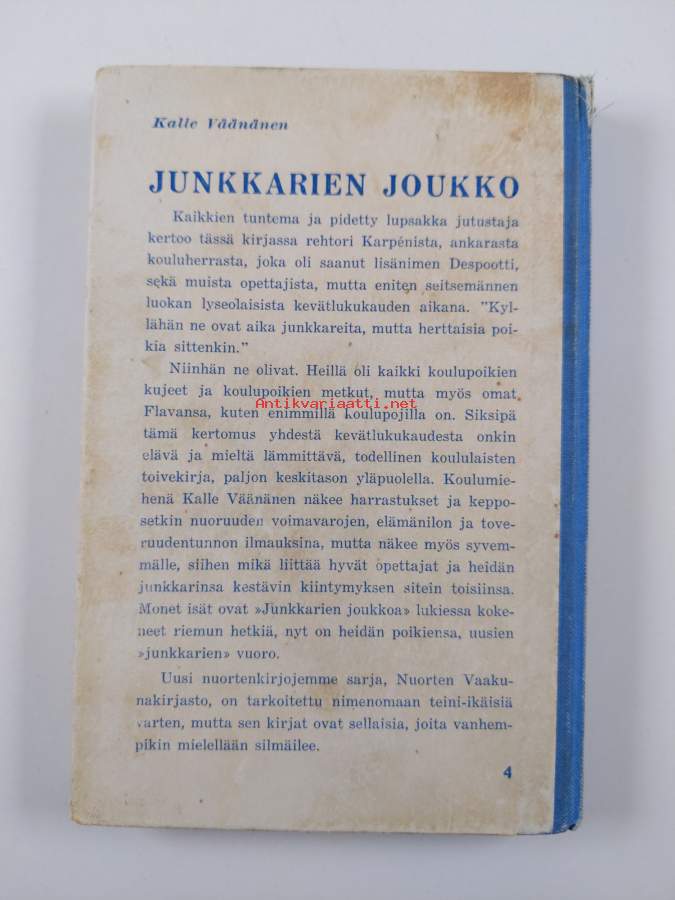 Kalle Väänänen
JUNKKARIEN JOUKKO
Kaikkien tuntema ja pidetty lupsakka jutustaja
kertoo tässä kirjassa rehtori Karpénista, ankarasta
kouluherrasta, joka oli saanut lisänimen Despootti,
sekä muista opettajista, mutta eniten seitsemännen
luokan lyseolaisista kevätlukukauden aikana. "Kyl-
lähän ne ovat aika junkkareita, mutta herttaisia poi-
kia sittenkin."
Niinhän ne olivat. Heillä oli kaikki koulupoikien
kujeet ja koulupoikien metkut, mutta myös omat
Antikvariaatti.net
Flavansa, kuten enimmillä koulupojilla on. Siksipä
tämä kertomus yhdestä kevätlukukaudesta onkin
elävä ja mieltä lämmittävä, todellinen koululaisten
toivekirja, paljon keskitason yläpuolella. Koulumie-
henä Kalle Väänänen näkee harrastukset ja keppo-
setkin nuoruuden voimavarojen, elämänilon ja tove-
ruudentunnon ilmauksina, mutta näkee myös syvem-
mälle, siihen mikä liittää hyvät opettajat ja heidän
junkkarinsa kestävin kiintymyksen sitein toisiinsa.
Monet isät ovat »Junkkarien joukkoa» lukiessa koke-
neet riemun hetkiä, nyt on heidän poikiensa, uusien
»junkkarien» vuoro.
Uusi nuortenkirjojemme sarja, Nuorten Vaaku-
nakirjasto, on tarkoitettu nimenomaan teini-ikäisiä
varten, mutta sen kirjat ovat sellaisia, joita vanhem-
pikin mielellään silmäilee.
4